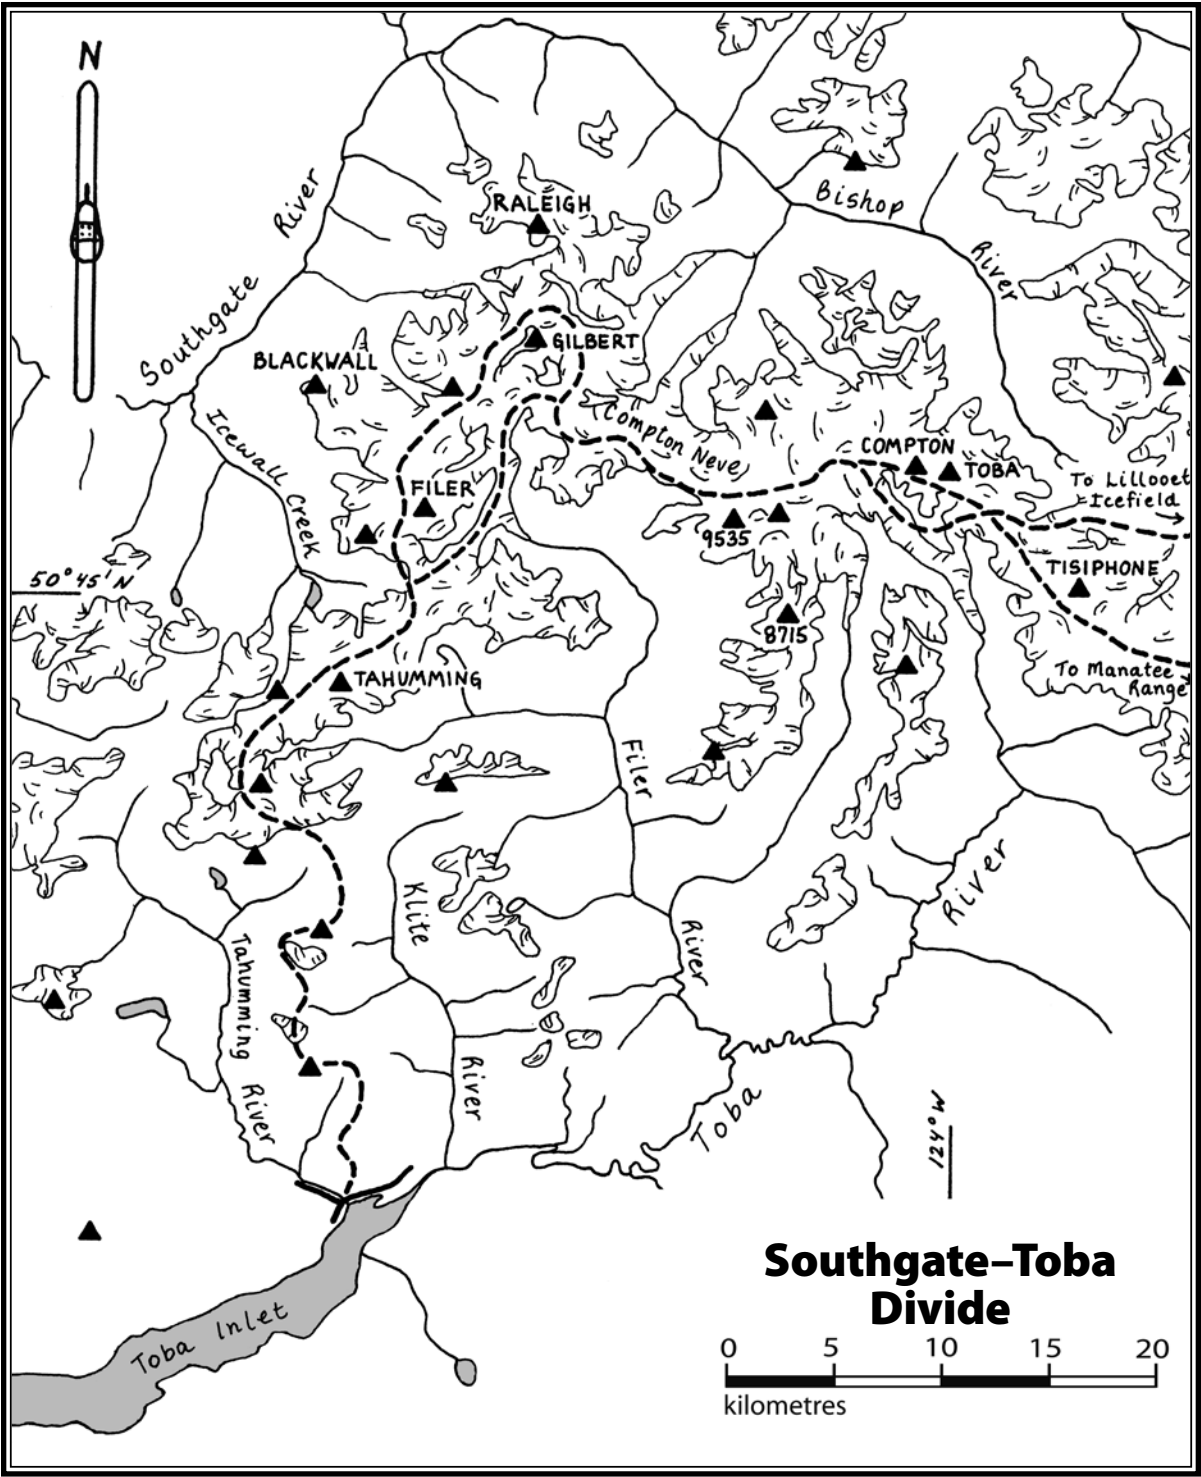 N
River
Southgate
RALEIGH
Bishop
River
GILBERT
BLACKWALL
Icewall Creek
Compton Neve
COMPTON
TOBA
To Lillooet
Icefield
FILER
9535
50°45'N
TISIPHONE
8715
TAHUMMING
To Manatee
Range
Filer
River
Klite
River
River
Tahumming
River
Toba
124°W
Toba Inlet
Southgate–Toba
Divide
0 5 10 15 20
kilometres